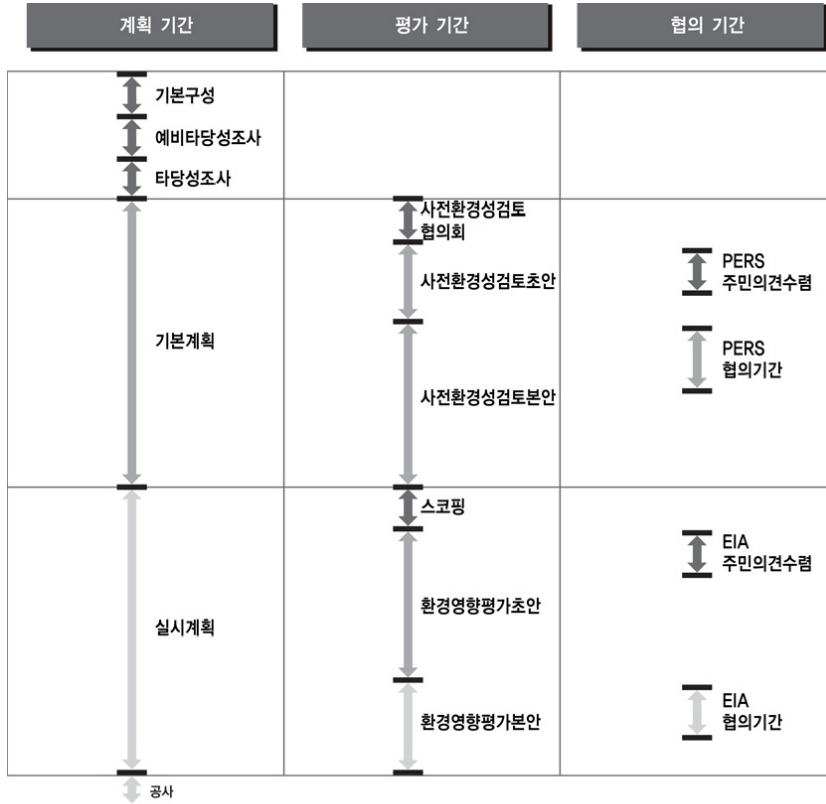 계획 기간
평가 기간
협의 기간
기본구성
예비타당성조사
타당성조사
사전환경성검토
협의회
사전환경성검토초안
PERS
주민의견수렴
기본계획
PERS
협의기간
사전환경성검토본안
스코핑
EIA
주민의견수렴
환경영향평가초안
실시계획
EIA
협의기간
환경영향평가본안
공사